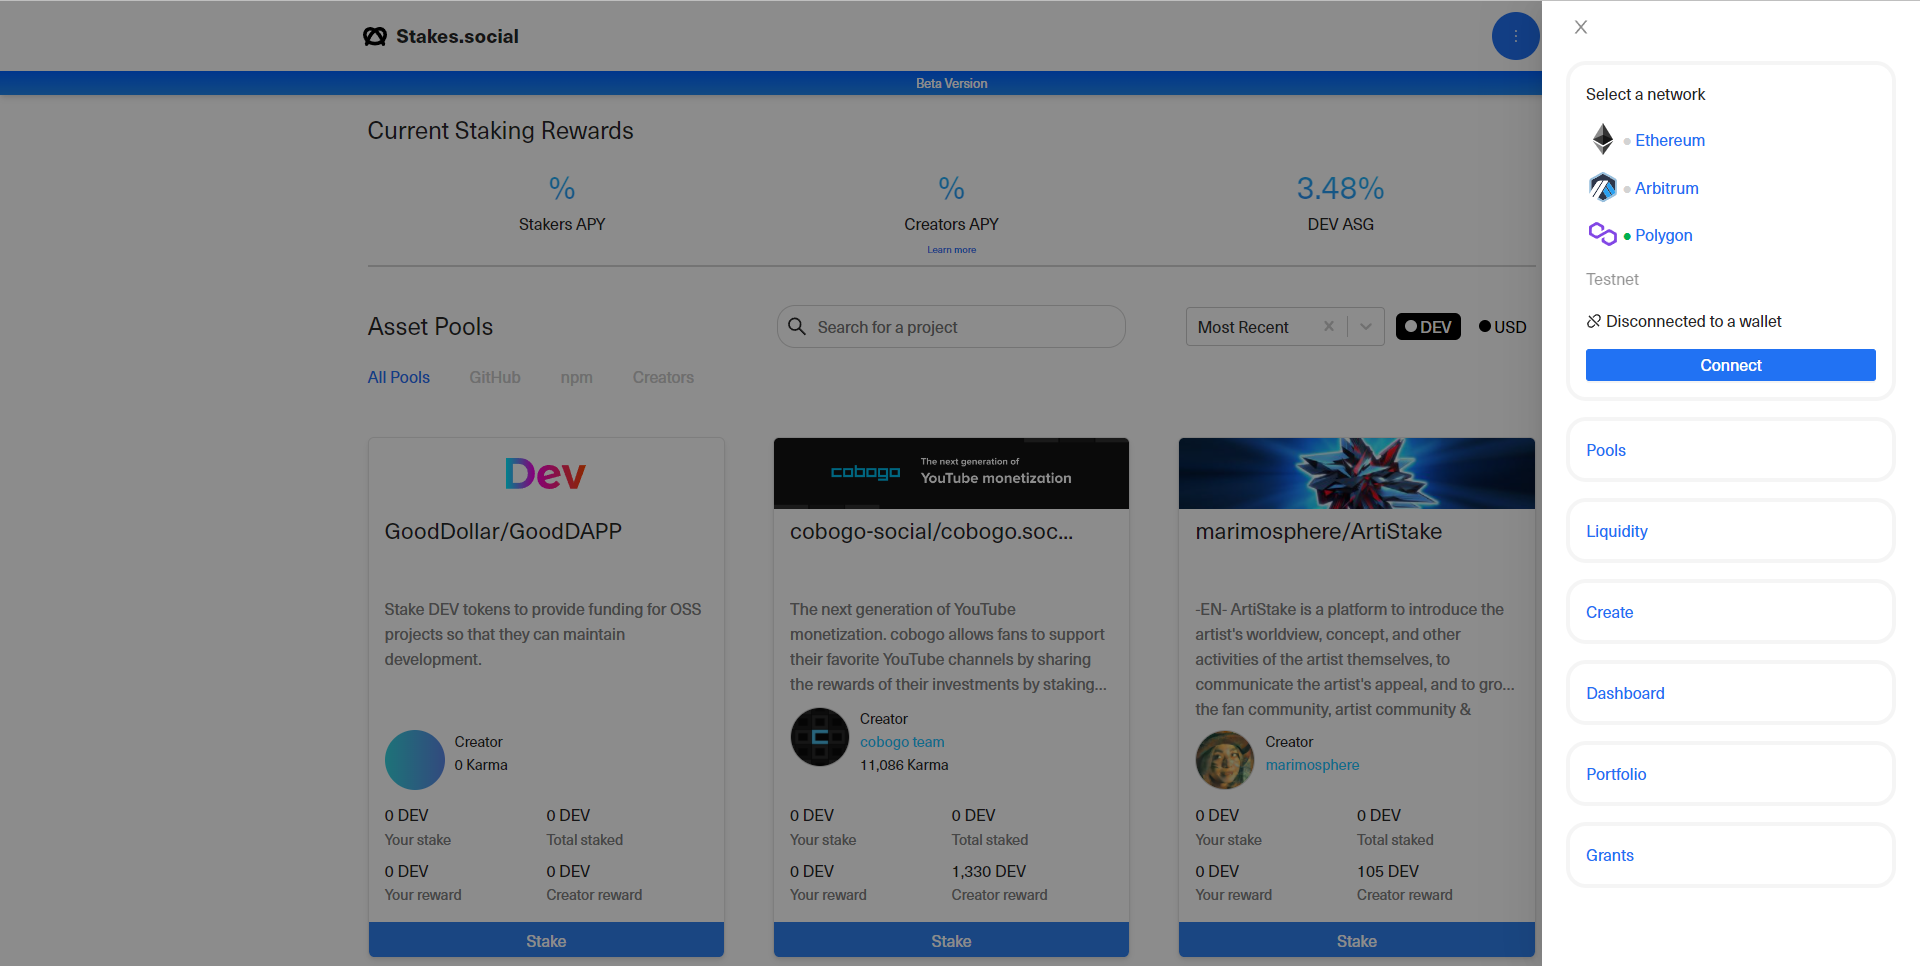 Stakes.social
Beta Version
Current Staking Rewards
%
Stakers APY
%
Creators APY
Learn more
3.48%
DEV ASG
Asset Pools
Search for a project
Most Recent
DEV
USD
All Pools
GitHub
npm
Creators
Dev
GoodDollar/GoodDAPP
Stake DEV tokens to provide funding for OSS
projects so that they can maintain
development.
Creator
0 Karma
0 DEV
Your stake
0 DEV
Total staked
0 DEV
Your reward
0 DEV
Creator reward
Stake
cobogo
The next generation of
YouTube monetization
cobogo-social/cobogo.soc...
The next generation of YouTube
monetization. cobogo allows fans to support
their favorite YouTube channels by sharing
the rewards of their investments by staking...
Creator
cobogo team
11,086 Karma
0 DEV
Your stake
0 DEV
Total staked
0 DEV
Your reward
1,330 DEV
Creator reward
Stake
marimosphere/ArtiStake
-EN- ArtiStake is a platform to introduce the
artist's worldview, concept, and other
activities of the artist themselves, to
communicate the artist's appeal, and to gro...
the fan community, artist community &
Creator
marimosphere
0 DEV
Your stake
0 DEV
Total staked
0 DEV
Your reward
105 DEV
Creator reward
Stake
Select a network
Ethereum
Arbitrum
Polygon
Testnet
Disconnected to a wallet
Connect
Pools
Liquidity
Create
Dashboard
Portfolio
Grants